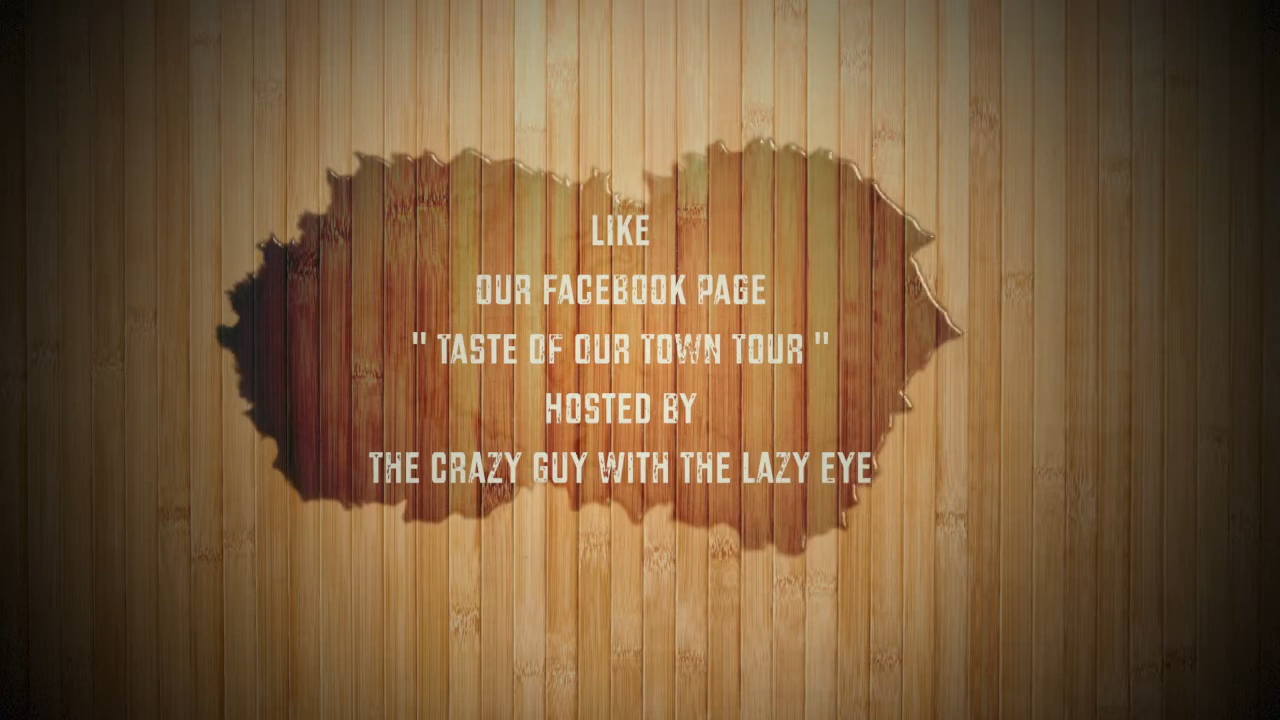 LIKE
OUR FACEBOOK PAGE
" TASTE OF OUR TOWN TOUR "
HOSTED BY
THE CRAZY GUY WITH THE LAZY EYE